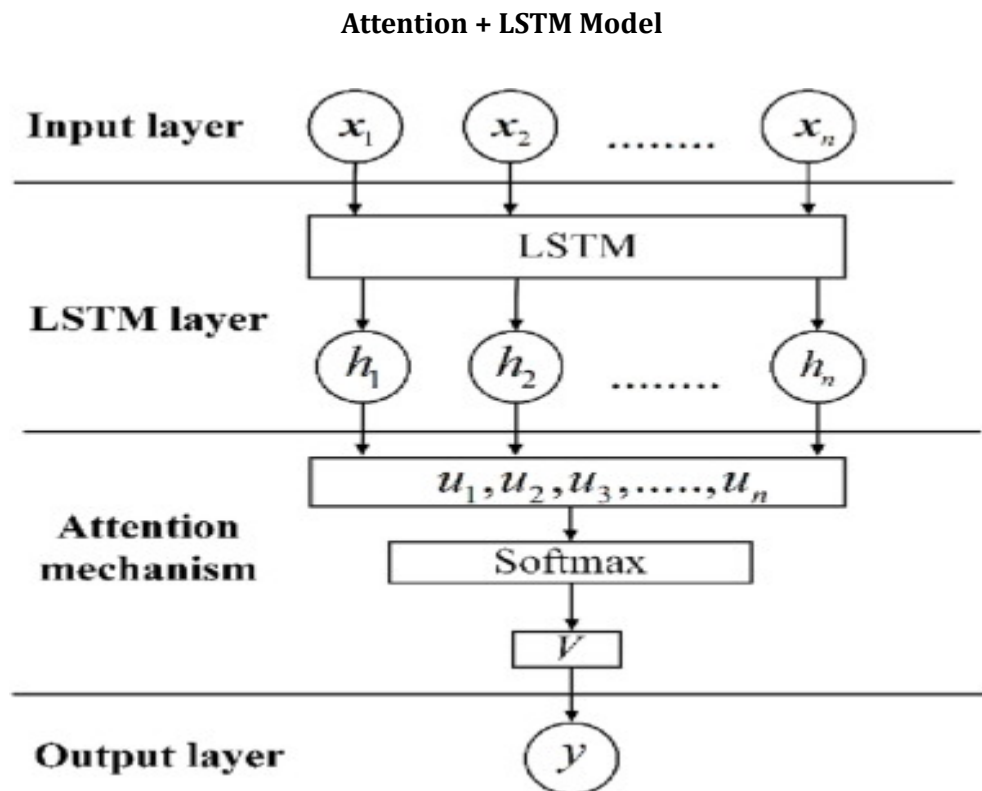 Attention + LSTM Model
Input layer
x₁ x₂ ........ xₙ
LSTM
LSTM layer
h₁ h₂ ........ hₙ
u₁, u₂, u₃, ....., uₙ
Attention
mechanism
Softmax
V
Output layer
y